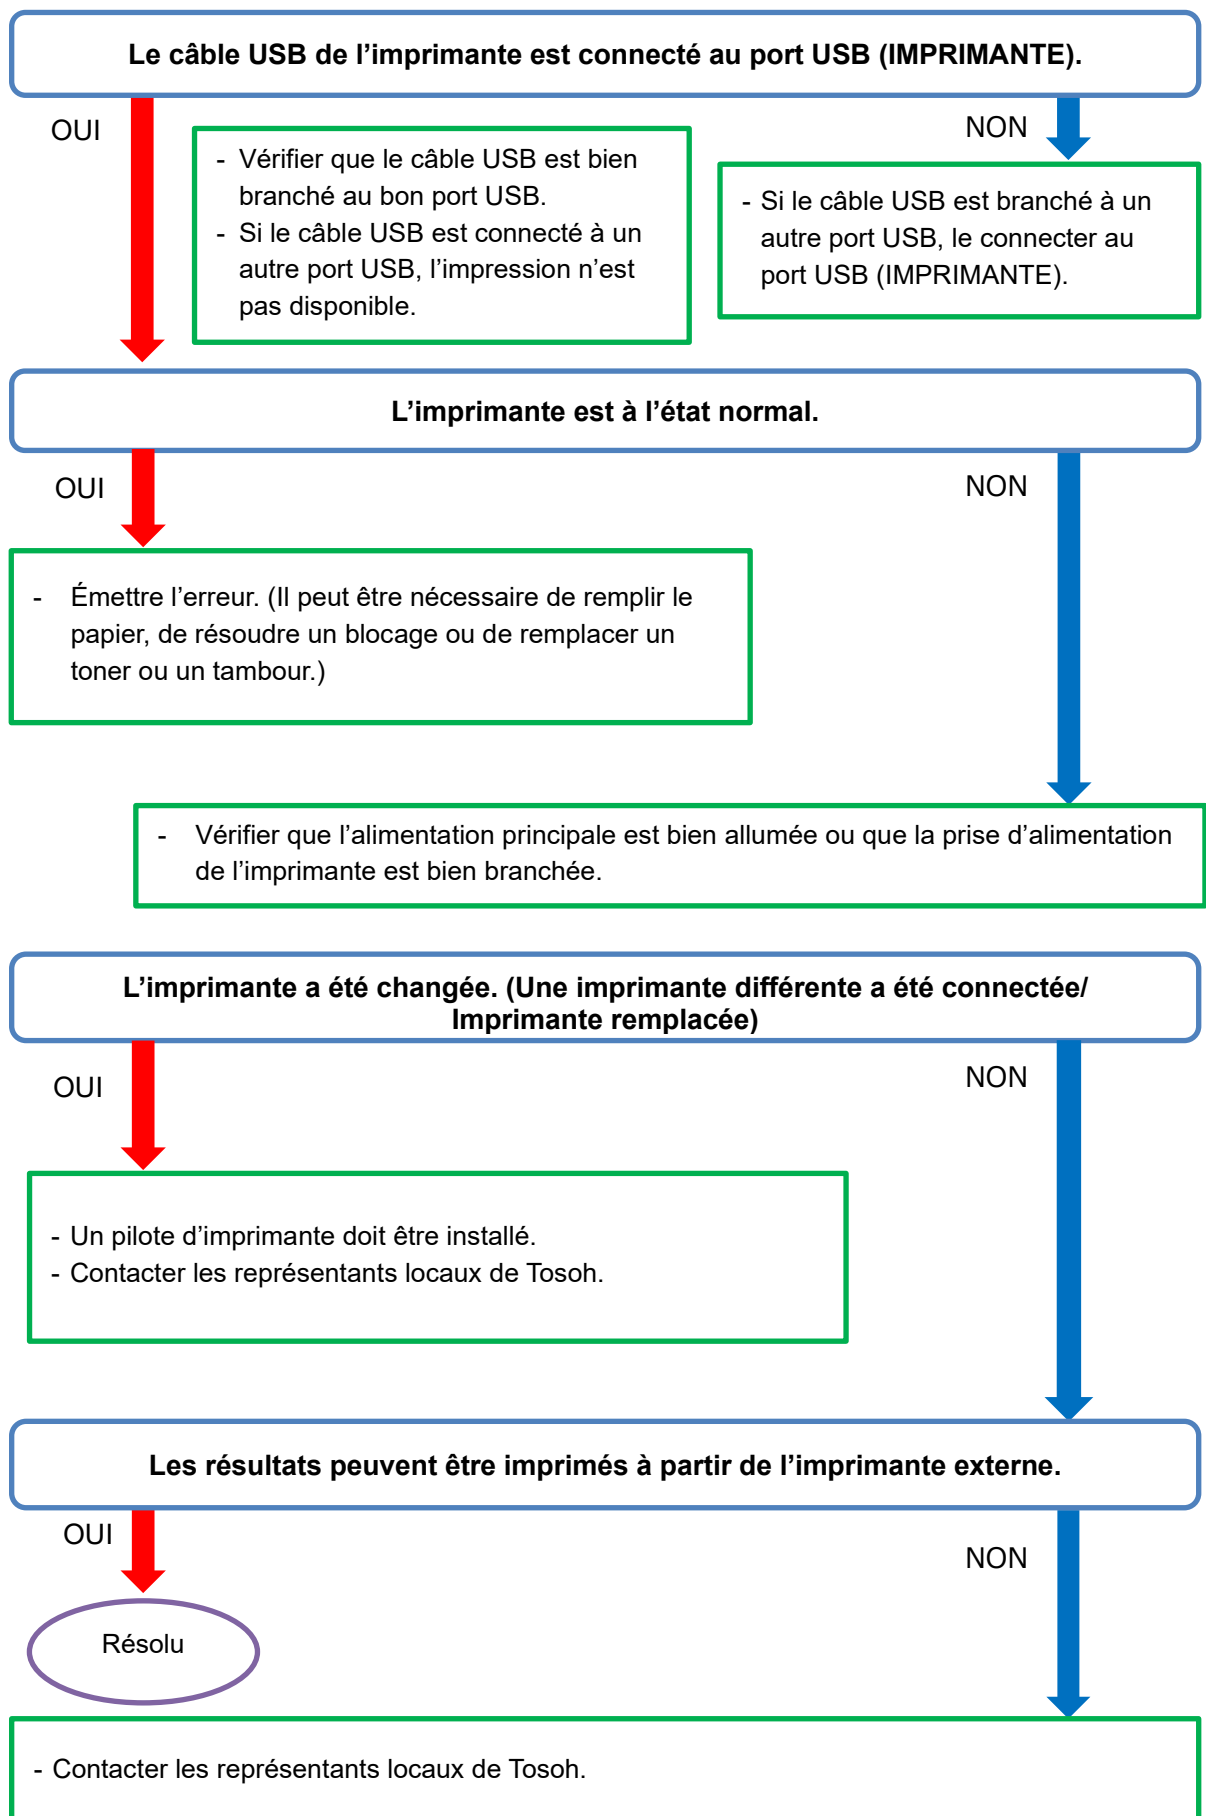 Le câble USB de l’imprimante est connecté au port USB (IMPRIMANTE).
OUI
NON
- Vérifier que le câble USB est bien
branché au bon port USB.
- Si le câble USB est connecté à un
autre port USB, l’impression n’est
pas disponible.
- Si le câble USB est branché à un
autre port USB, le connecter au
port USB (IMPRIMANTE).
L’imprimante est à l’état normal.
OUI
NON
- Émettre l’erreur. (Il peut être nécessaire de remplir le
papier, de résoudre un blocage ou de remplacer un
toner ou un tambour.)
- Vérifier que l’alimentation principale est bien allumée ou que la prise d’alimentation
de l’imprimante est bien branchée.
L’imprimante a été changée. (Une imprimante différente a été connectée/
Imprimante remplacée)
OUI
NON
- Un pilote d’imprimante doit être installé.
- Contacter les représentants locaux de Tosoh.
Les résultats peuvent être imprimés à partir de l’imprimante externe.
OUI
NON
Résolu
- Contacter les représentants locaux de Tosoh.